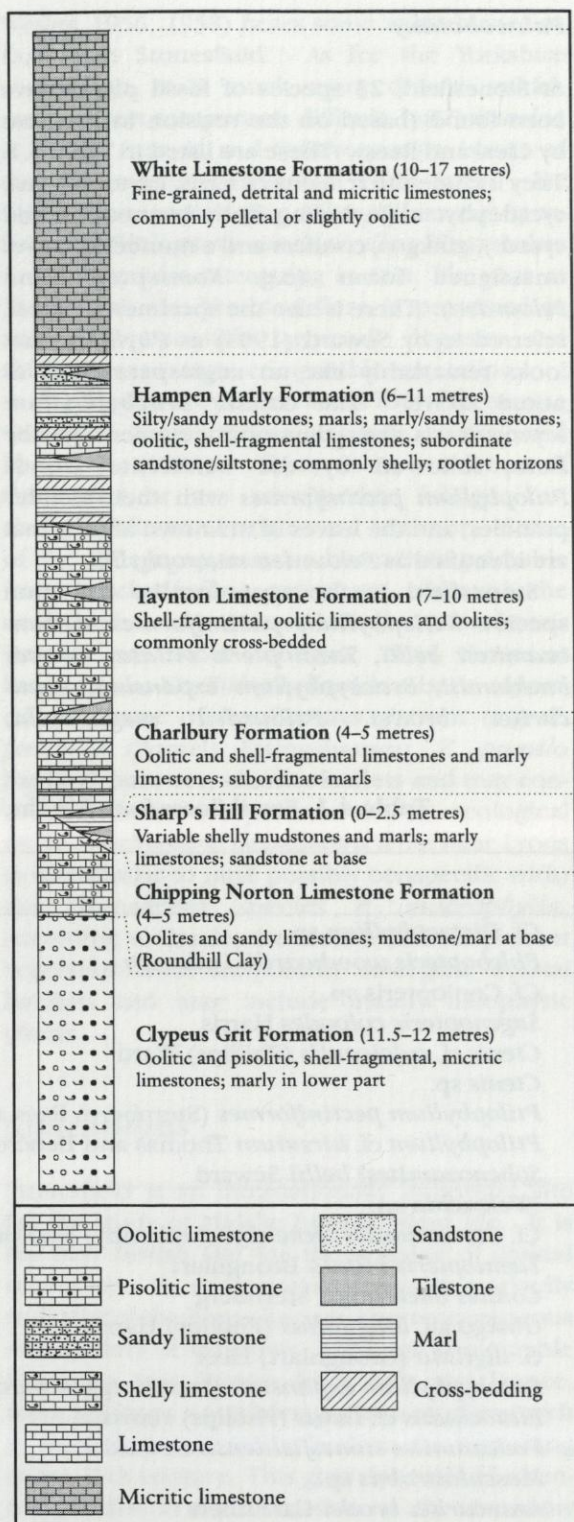 White Limestone Formation (10–17 metres)
Fine-grained, detrital and micritic limestones;
commonly pelletal or slightly oolitic
Hampen Marly Formation (6–11 metres)
Silty/sandy mudstones; marls; marly/sandy limestones;
oolitic, shell-fragmental limestones; subordinate
sandstone/siltstone; commonly shelly; rootlet horizons
Taynton Limestone Formation (7–10 metres)
Shell-fragmental, oolitic limestones and oolites;
commonly cross-bedded
Charlbury Formation (4–5 metres)
Oolitic and shell-fragmental limestones and marly
limestones; subordinate marls
Sharp's Hill Formation (0–2.5 metres)
Variable shelly mudstones and marls; marly
limestones; sandstone at base
Chipping Norton Limestone Formation
(4–5 metres)
Oolites and sandy limestones; mudstone/marl at base
(Roundhill Clay)
Clypeus Grit Formation (11.5–12 metres)
Oolitic and pisolitic, shell-fragmental, micritic
limestones; marly in lower part
Oolitic limestone
Pisolitic limestone
Sandy limestone
Shelly limestone
Limestone
Micritic limestone
Sandstone
Tilestone
Marl
Cross-bedding